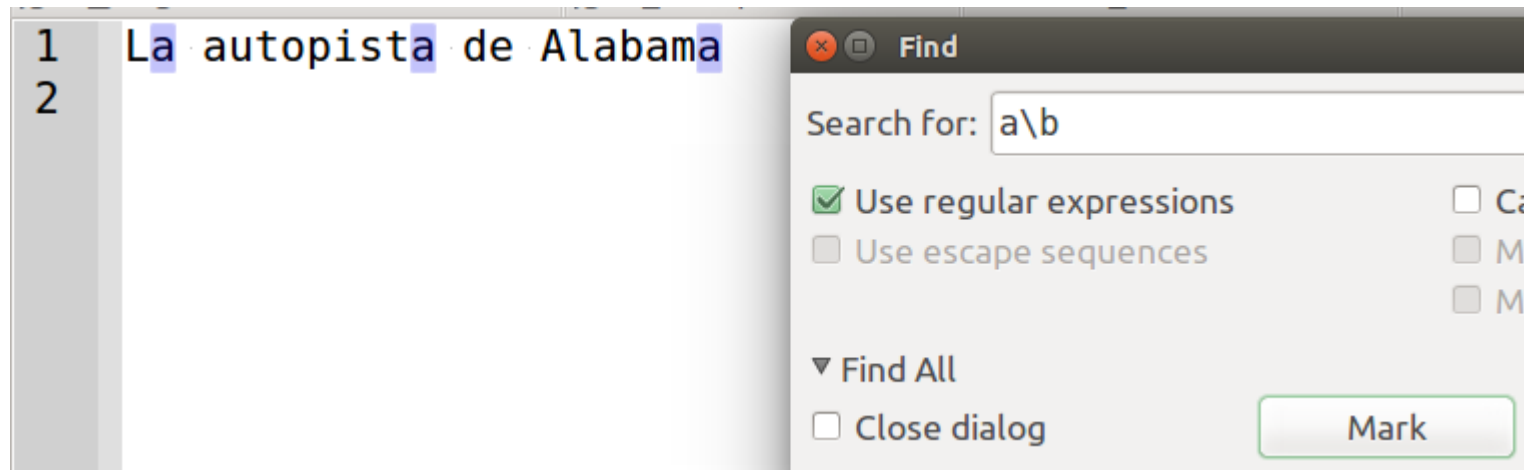 1 La autopista de Alabama
2
Find
Search for: a\b
Use regular expressions
Use escape sequences
Find All
Close dialog
Mark